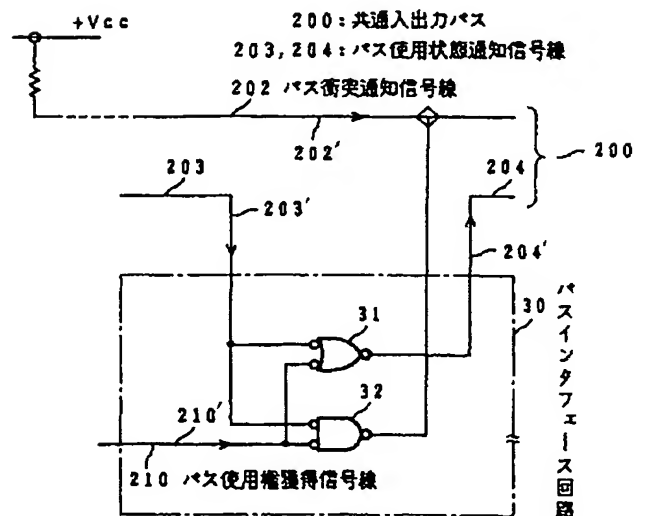 +Vcc
200:共通入出力バス
203,204:バス使用状態通知信号線
202 バス衝突通知信号線
202′
200
203
204
203′
204′
30
バスインタフェース回路
31
32
210′
210 バス使用権獲得信号線